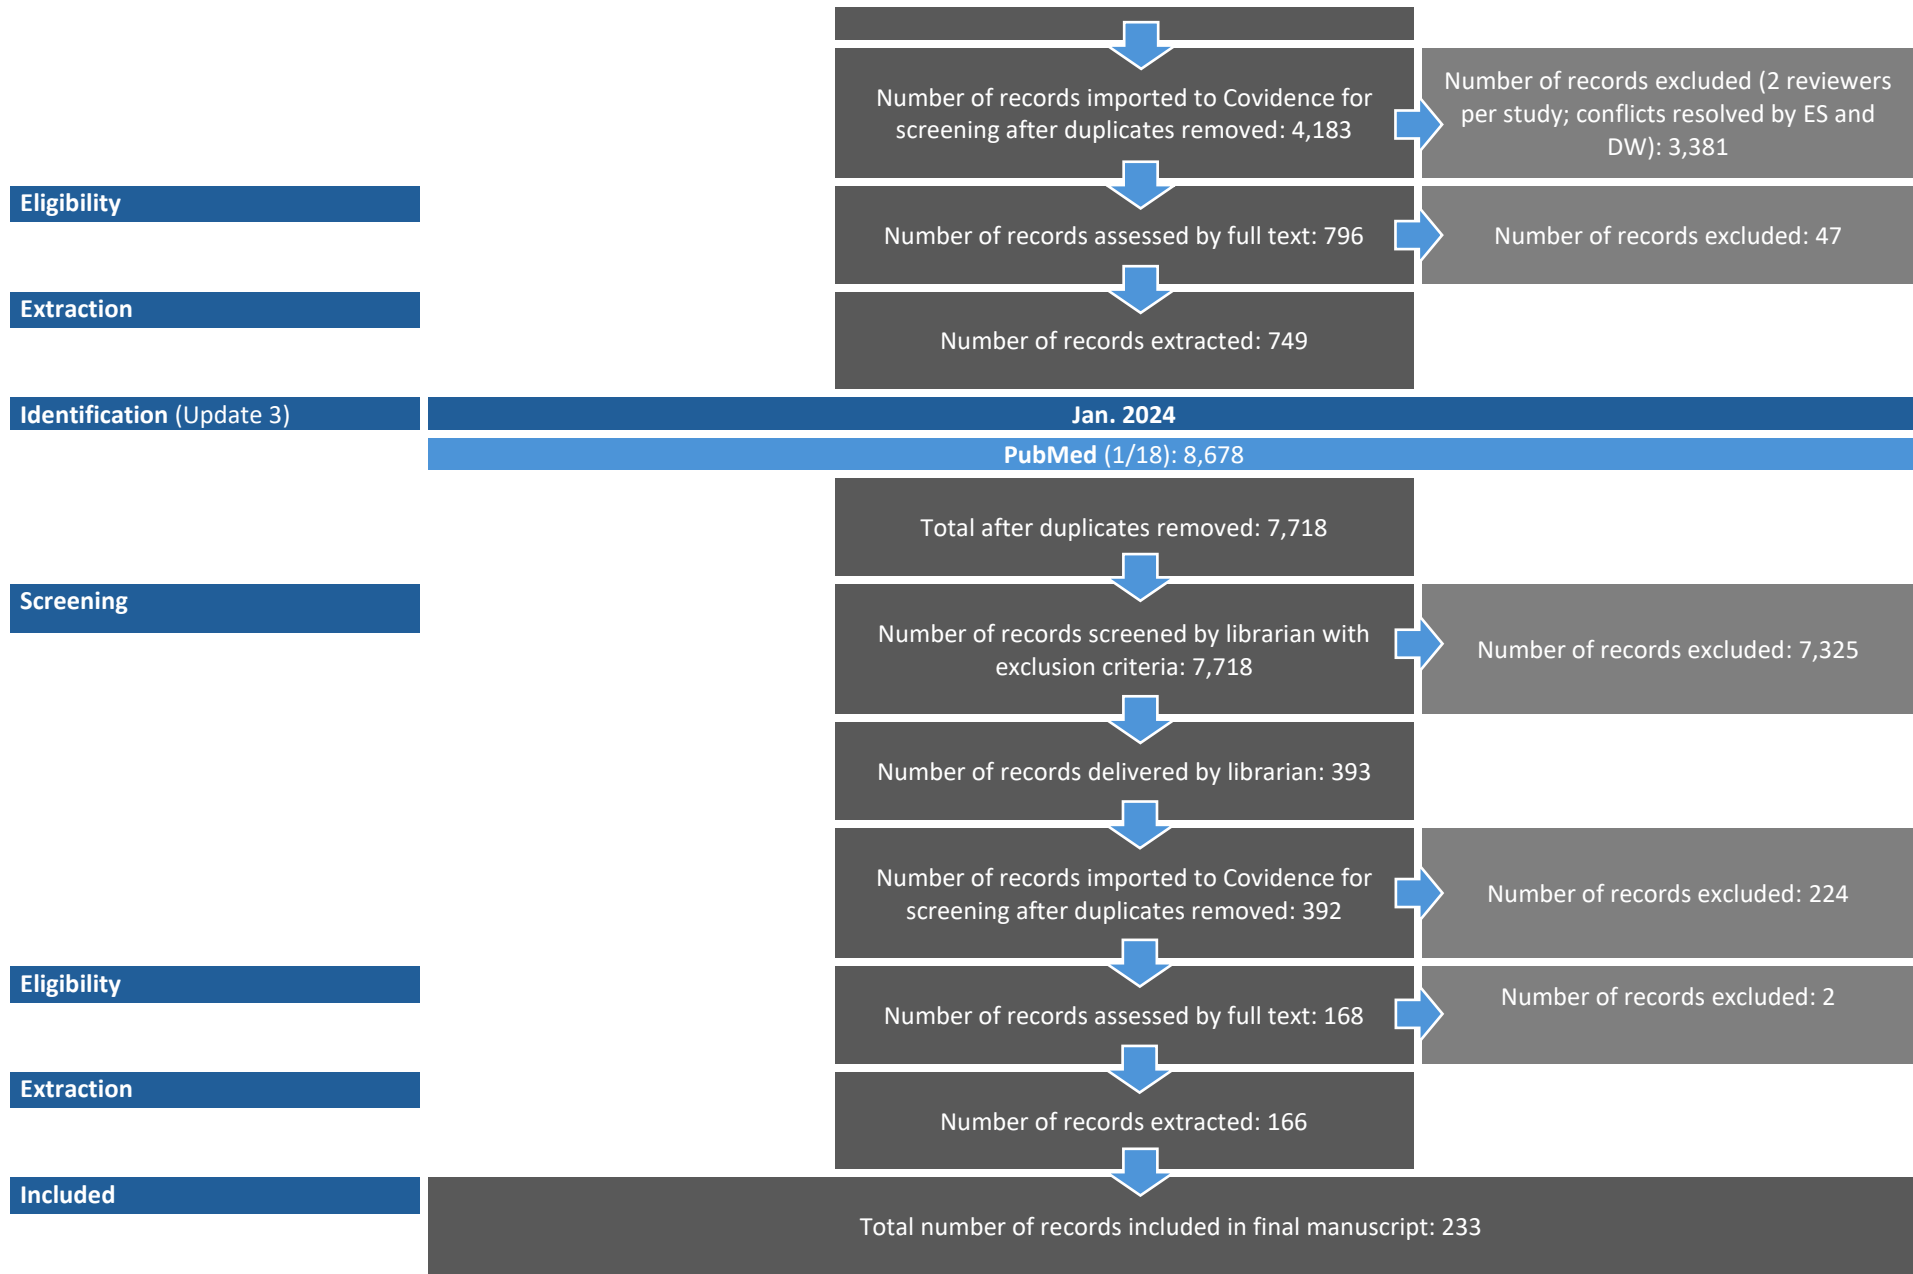 Number of records imported to Covidence for
screening after duplicates removed: 4,183
Number of records excluded (2 reviewers
per study; conflicts resolved by ES and
DW): 3,381
Eligibility
Number of records assessed by full text: 796
Number of records excluded: 47
Extraction
Number of records extracted: 749
Identification (Update 3)
Jan. 2024
PubMed (1/18): 8,678
Total after duplicates removed: 7,718
Screening
Number of records screened by librarian with
exclusion criteria: 7,718
Number of records excluded: 7,325
Number of records delivered by librarian: 393
Number of records imported to Covidence for
screening after duplicates removed: 392
Number of records excluded: 224
Eligibility
Number of records assessed by full text: 168
Number of records excluded: 2
Extraction
Number of records extracted: 166
Included
Total number of records included in final manuscript: 233